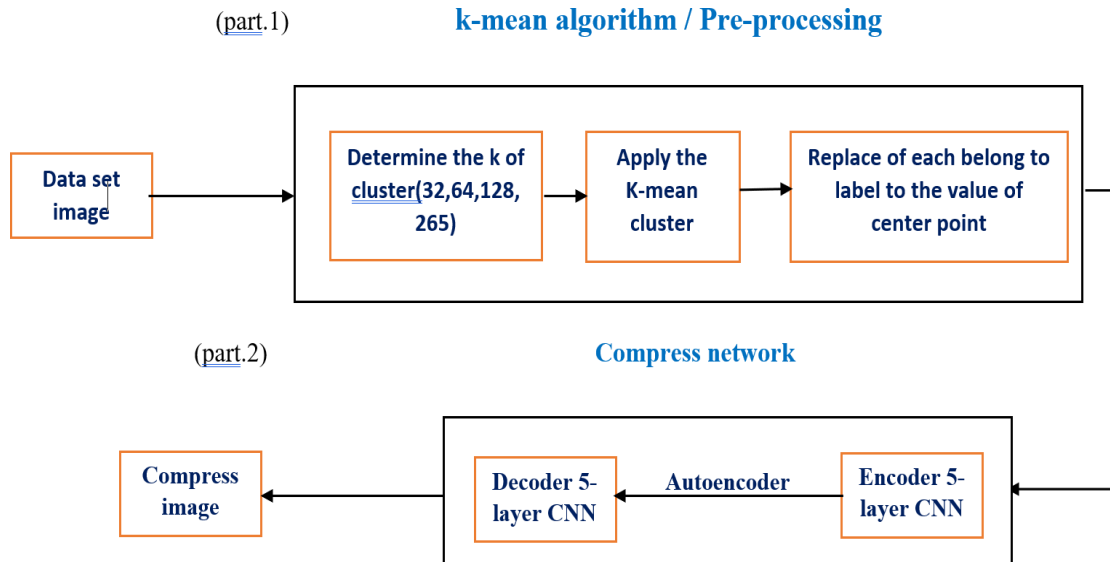 (part.1)
k-mean algorithm / Pre-processing
Data set
image
Determine the k of
cluster(32,64,128,
265)
Apply the
K-mean
cluster
Replace of each belong to
label to the value of
center point
(part.2)
Compress network
Compress
image
Decoder 5-
layer CNN
Autoencoder
Encoder 5-
layer CNN